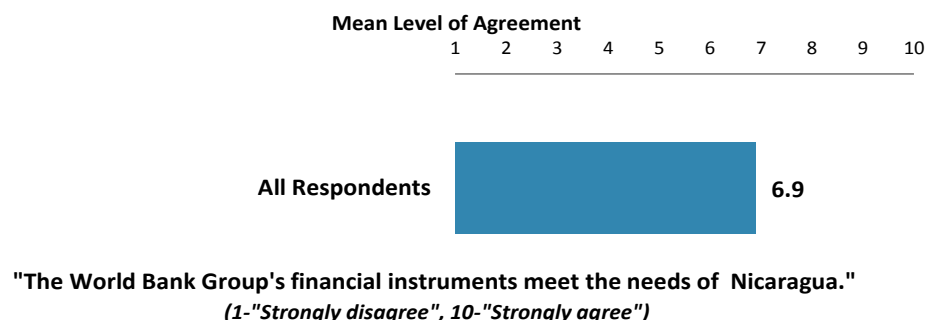 Mean Level of Agreement
1 2 3 4 5 6 7 8 9 10
All Respondents 6.9
"The World Bank Group's financial instruments meet the needs of  Nicaragua."
(1-"Strongly disagree", 10-"Strongly agree")